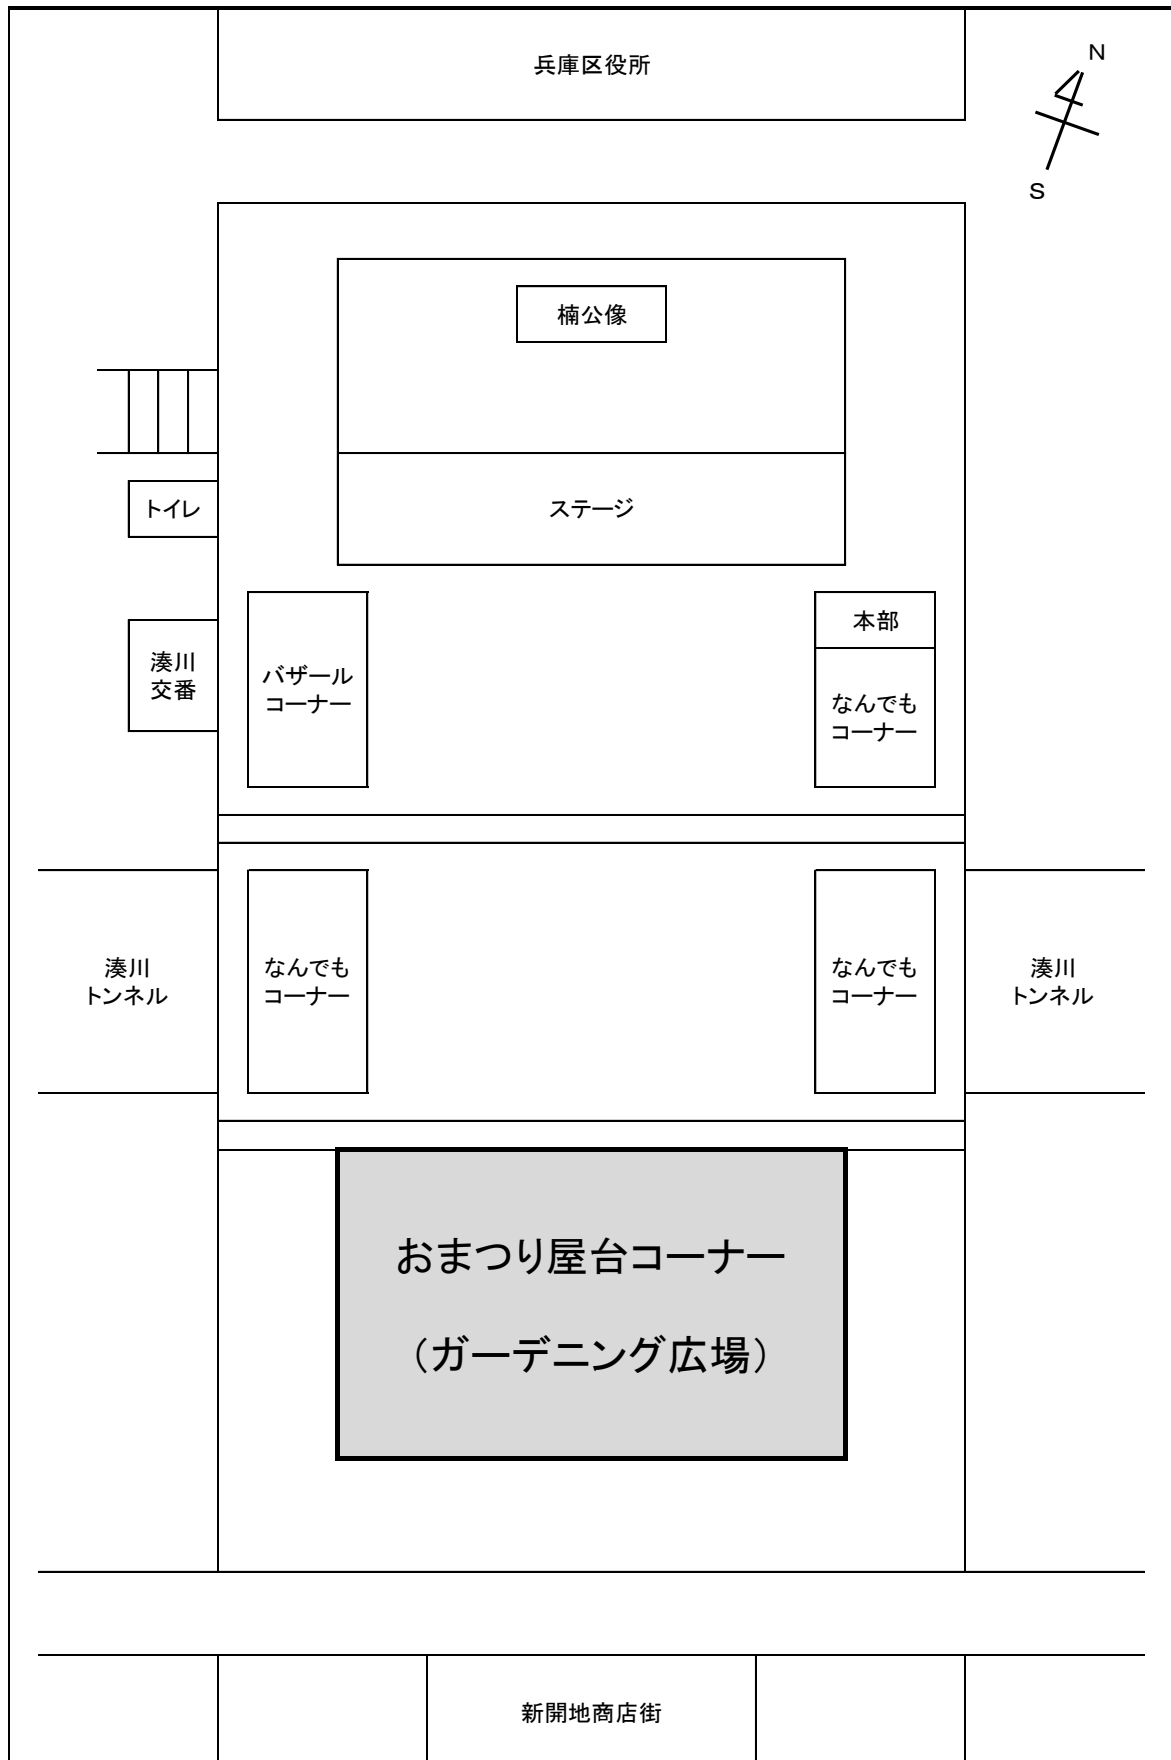 兵庫区役所
N
S
楠公像
トイレ
ステージ
湊川
交番
バザール
コーナー
本部
なんでも
コーナー
湊川
トンネル
なんでも
コーナー
なんでも
コーナー
湊川
トンネル
おまつり屋台コーナー
（ガーデニング広場）
新開地商店街